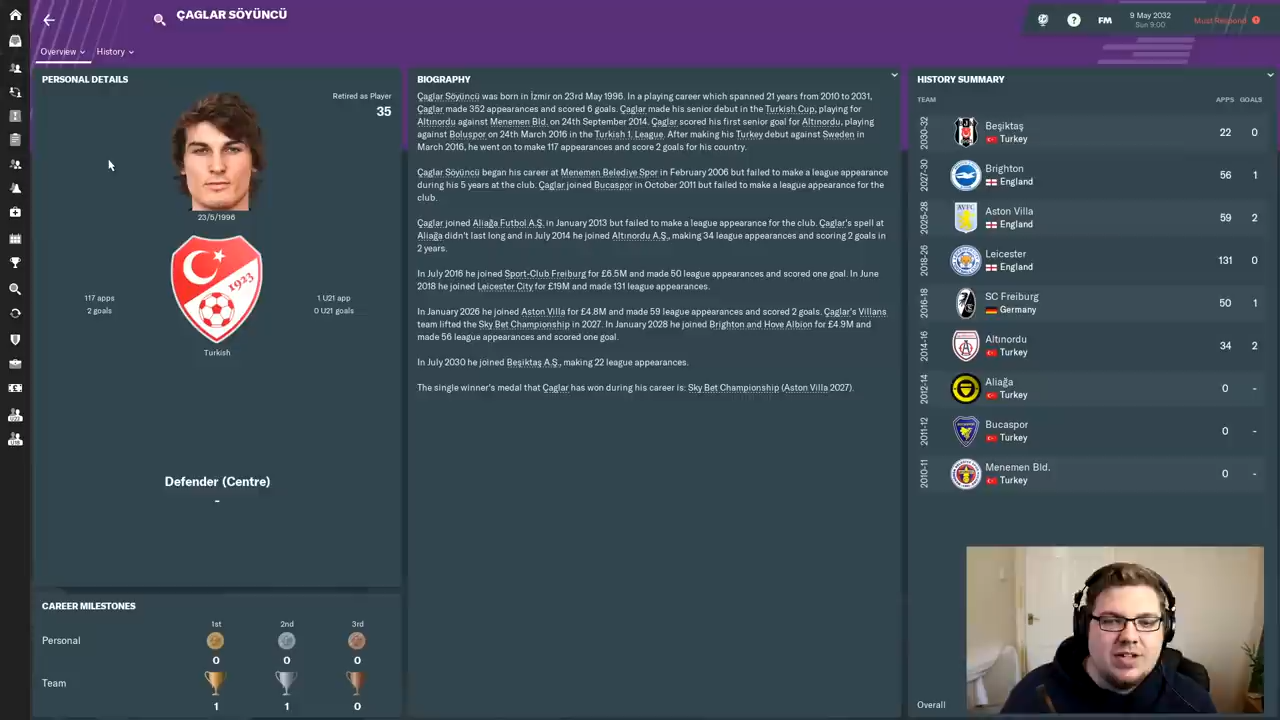 ÇAGLAR SÖYÜNCÜ
FM
9 May 2032
Sun 9:00
Must Respond
Overview
History
PERSONAL DETAILS
Retired as Player
35
23/5/1996
1923
117 apps
2 goals
1 U21 app
0 U21 goals
Turkish
Defender (Centre)
-
CAREER MILESTONES
1st
2nd
3rd
Personal
0
0
0
Team
1
1
0
BIOGRAPHY
Çaglar Söyüncü was born in İzmir on 23rd May 1996. In a playing career which spanned 21 years from 2010 to 2031,
Çaglar made 352 appearances and scored 6 goals. Çaglar made his senior debut in the Turkish Cup, playing for
Altınordu against Menemen Bld. on 24th September 2014. Çaglar scored his first senior goal for Altınordu, playing
against Boluspor on 24th March 2016 in the Turkish 1. League. After making his Turkey debut against Sweden in
March 2016, he went on to make 117 appearances and score 2 goals for his country.
Çaglar Söyüncü began his career at Menemen Belediye Spor in February 2006 but failed to make a league appearance
during his 5 years at the club. Çaglar joined Bucaspor in October 2011 but failed to make a league appearance for the
club.
Çaglar joined Aliağa Futbol A.Ş. in January 2013 but failed to make a league appearance for the club. Çaglar's spell at
Aliağa didn't last long and in July 2014 he joined Altınordu A.Ş., making 34 league appearances and scoring 2 goals in
2 years.
In July 2016 he joined Sport-Club Freiburg for £6.5M and made 50 league appearances and scored one goal. In June
2018 he joined Leicester City for £19M and made 131 league appearances.
In January 2026 he joined Aston Villa for £4.8M and made 59 league appearances and scored 2 goals. Çaglar's Villans
team lifted the Sky Bet Championship in 2027. In January 2028 he joined Brighton and Hove Albion for £4.9M and
made 56 league appearances and scored one goal.
In July 2030 he joined Beşiktaş A.Ş., making 22 league appearances.
The single winner's medal that Çaglar has won during his career is: Sky Bet Championship (Aston Villa 2027).
HISTORY SUMMARY
TEAM
APPS
GOALS
2030-32
Beşiktaş
Turkey
22
0
2027-30
Brighton
England
56
1
2025-28
AVFC
Aston Villa
England
59
2
2018-26
Leicester
England
131
0
2016-18
SC Freiburg
Germany
50
1
2014-16
Altınordu
Turkey
34
2
2012-14
Aliağa
Turkey
0
-
2011-12
Bucaspor
Turkey
0
-
2010-11
Menemen Bld.
Turkey
0
-
Overall